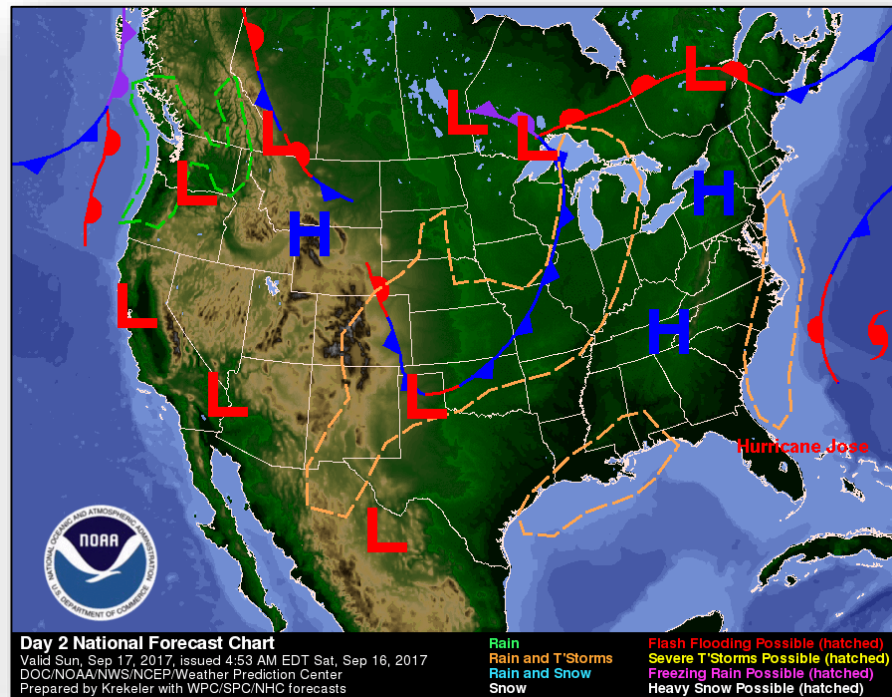 L
L
L
L
L
H
H
L
H
L
L
L
Hurricane Jose
NATIONAL OCEANIC AND ATMOSPHERIC ADMINISTRATION
NOAA
U.S. DEPARTMENT OF COMMERCE
Day 2 National Forecast Chart
Valid Sun, Sep 17, 2017, issued 4:53 AM EDT Sat, Sep 16, 2017
DOC/NOAA/NWS/NCEP/Weather Prediction Center
Prepared by Krekeler with WPC/SPC/NHC forecasts
Rain
Rain and T'Storms
Rain and Snow
Snow
Flash Flooding Possible (hatched)
Severe T'Storms Possible (hatched)
Freezing Rain Possible (hatched)
Heavy Snow Possible (hatched)